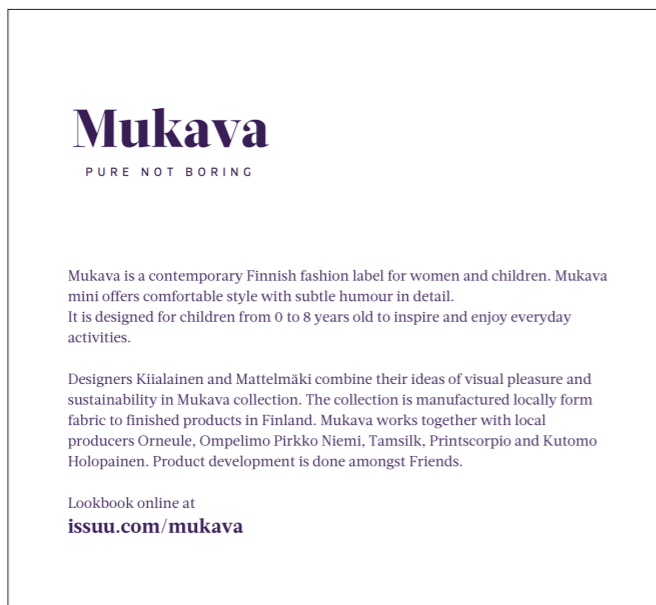 Mukava
PURE NOT BORING
Mukava is a contemporary Finnish fashion label for women and children. Mukava
mini offers comfortable style with subtle humour in detail.
It is designed for children from 0 to 8 years old to inspire and enjoy everyday
activities.
Designers Kiialainen and Mattelmäki combine their ideas of visual pleasure and
sustainability in Mukava collection. The collection is manufactured locally form
fabric to finished products in Finland. Mukava works together with local
producers Orneule, Ompelimo Pirkko Niemi, Tamsilk, Printscorpio and Kutomo
Holopainen. Product development is done amongst Friends.
Lookbook online at
issuu.com/mukava